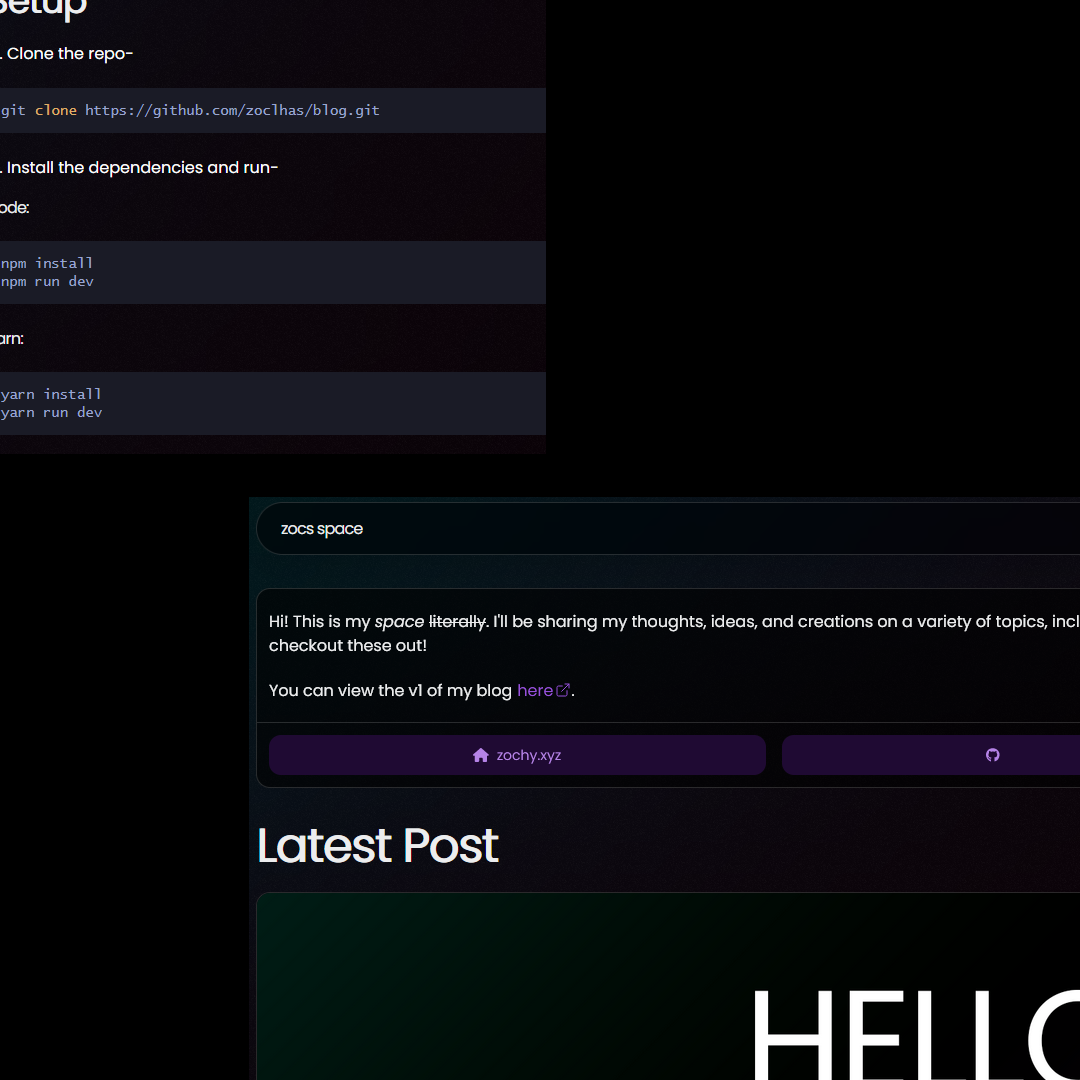 Setup
. Clone the repo-
git clone https://github.com/zoclhas/blog.git
. Install the dependencies and run-
ode:
npm install
npm run dev
arn:
yarn install
yarn run dev
zocs space
Hi! This is my space literally. I'll be sharing my thoughts, ideas, and creations on a variety of topics, incl
checkout these out!
You can view the v1 of my blog here.
zochy.xyz
Latest Post
HELLO